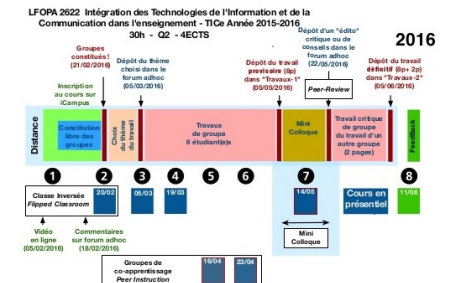 LFOPA 2622 Intégration des Technologies de l'Information et de la
Communication dans l'enseignement - TICe Année 2015-2016
30h - Q2 - 4ECTS
2016
Groupes
constitués !
(21/02/2016)
Dépôt du thème
choisi dans le
forum adhoc
(05/03/2016)
Dépôt du travail
provisoire (8p)
dans "Travaux-1"
(05/05/2016)
Dépôt d'un "édito"
critique ou de
conseils dans le
forum adhoc
(22/05/2016)
Peer-Review
Dépôt du travail
définitif (8p+ 2p)
dans "Travaux-2"
(05/06/2016)
Inscription
au cours sur
iCampus
Distance
Constitution
libre des
groupes
Choix
du thème
du travail
Travaux
de groupe
6 étudiant(e)s
Mini
Colloque
Travail critique
de groupe
du travail d'un
autre groupe
(2 pages)
Feedback
1
2
3
4
5
6
7
8
Classe Inversée
Flipped Classroom
20/02
05/03
19/03
14/05
Cours en
présentiel
11/06
Vidéo
en ligne
(05/02/2016)
Commentaires
sur forum adhoc
(18/02/2016)
Mini
Colloque
Groupes de
co-apprentissage
Peer Instruction
16/04
23/04